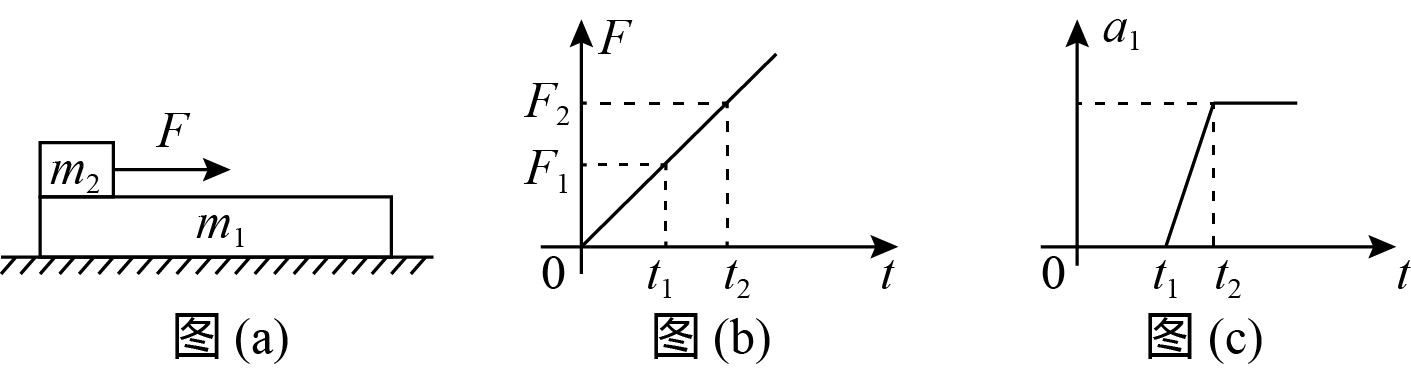 F
m₂
m₁
图 (a)
F
F₂
F₁
0
t₁
t₂
t
图 (b)
a₁
0
t₁
t₂
t
图 (c)